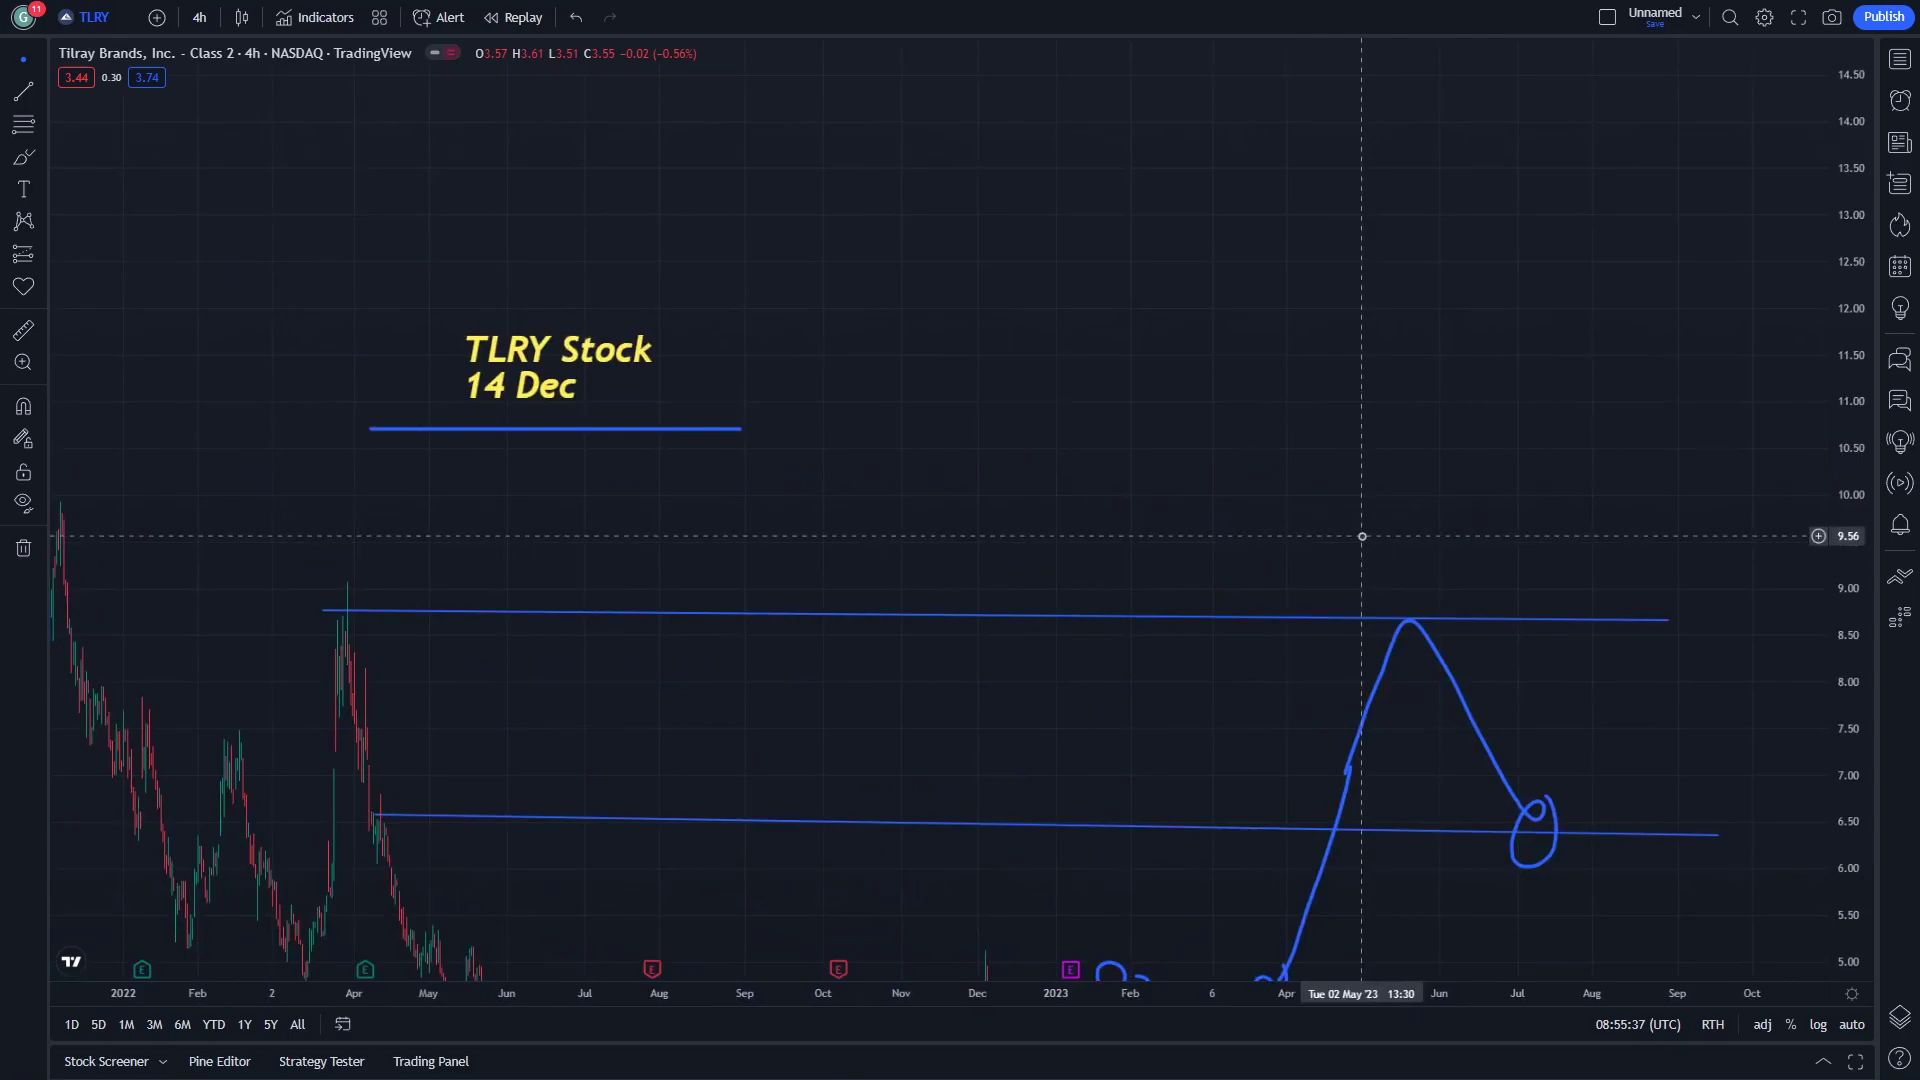 G 11 TLRY 4h Indicators Alert Replay Unnamed Save Publish
Tilray Brands, Inc. - Class 2 · 4h · NASDAQ · TradingView O3.57 H3.61 L3.51 C3.55 −0.02 (−0.56%)
3.44 0.30 3.74
14.50
14.00
13.50
13.00
12.50
12.00
TLRY Stock
11.50
14 Dec
11.00
10.50
10.00
9.56
9.00
8.50
8.00
7.50
7.00
6.50
6.00
5.50
5.00
E E E E E
2022 Feb 2 Apr May Jun Jul Aug Sep Oct Nov Dec 2023 Feb 6 Apr Tue 02 May '23 13:30 Jun Jul Aug Sep Oct
1D 5D 1M 3M 6M YTD 1Y 5Y All 08:55:37 (UTC) RTH adj % log auto
Stock Screener Pine Editor Strategy Tester Trading Panel